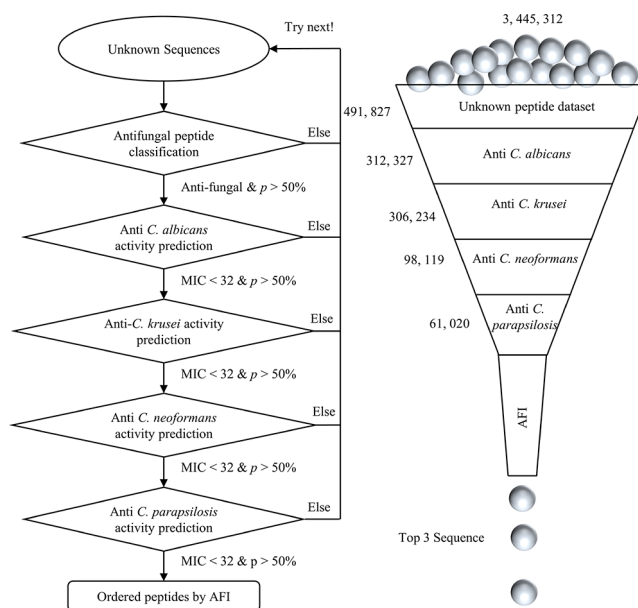 Try next!
Unknown Sequences
Antifungal peptide
classification
Else
Anti-fungal & p > 50%
Anti C. albicans
activity prediction
Else
MIC < 32 & p > 50%
Anti-C. krusei activity
prediction
Else
MIC < 32 & p > 50%
Anti C. neoformans
activity prediction
Else
MIC < 32 & p > 50%
Anti C. parapsilosis
activity prediction
Else
MIC < 32 & p > 50%
Ordered peptides by AFI
3, 445, 312
491, 827
Unknown peptide dataset
312, 327
Anti C. albicans
306, 234
Anti C. krusei
98, 119
Anti C. neoformans
61, 020
Anti C.
parapsilosis
AFI
Top 3 Sequence